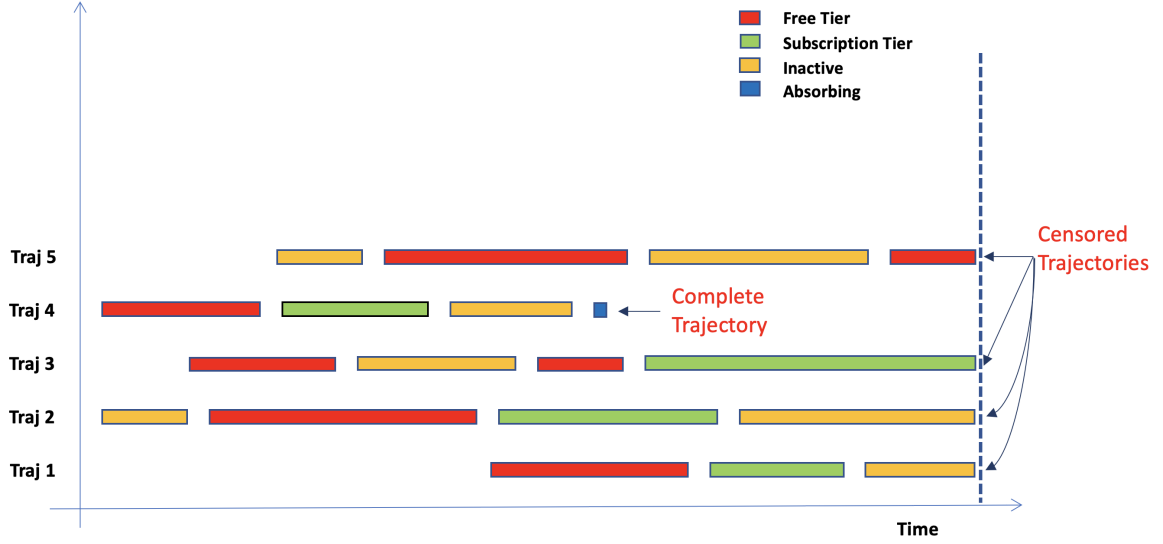 Free Tier
Subscription Tier
Inactive
Absorbing
Traj 5
Traj 4
Traj 3
Traj 2
Traj 1
Censored
Trajectories
Complete
Trajectory
Time